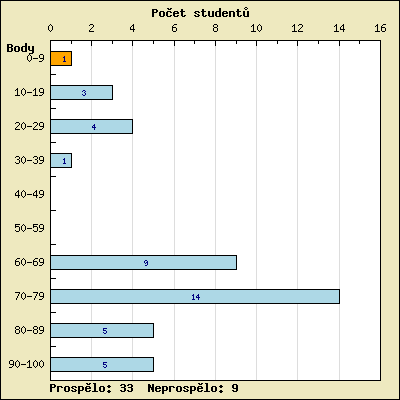 Počet studentů
0 2 4 6 8 10 12 14 16
Body
0-9 1
10-19 3
20-29 4
30-39 1
40-49
50-59
60-69 9
70-79 14
80-89 5
90-100 5
Prospělo: 33 Neprospělo: 9